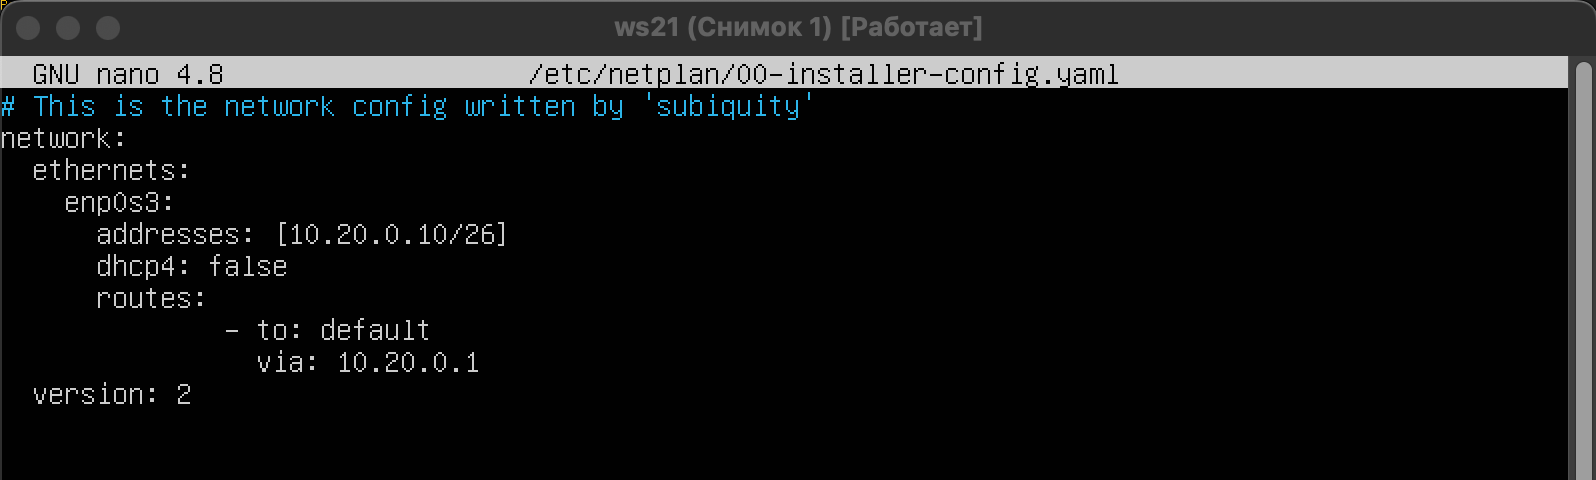 ws21 (Снимок 1) [Работает]
GNU nano 4.8 /etc/netplan/00-installer-config.yaml
# This is the network config written by 'subiquity'
network:
  ethernets:
    enp0s3:
      addresses: [10.20.0.10/26]
      dhcp4: false
      routes:
              - to: default
                via: 10.20.0.1
  version: 2